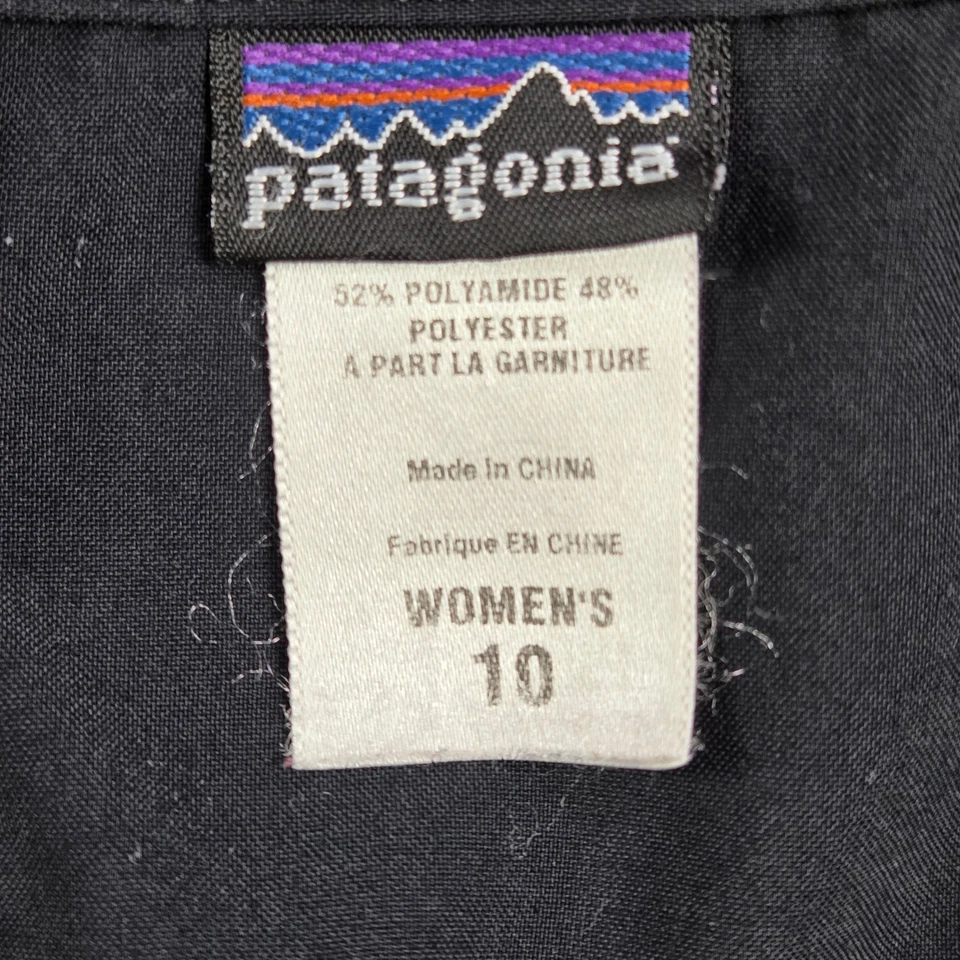 patagonia
52% POLYAMIDE 48%
POLYESTER
A PART LA GARNITURE
Made in CHINA
Fabrique EN CHINE
WOMEN'S
10